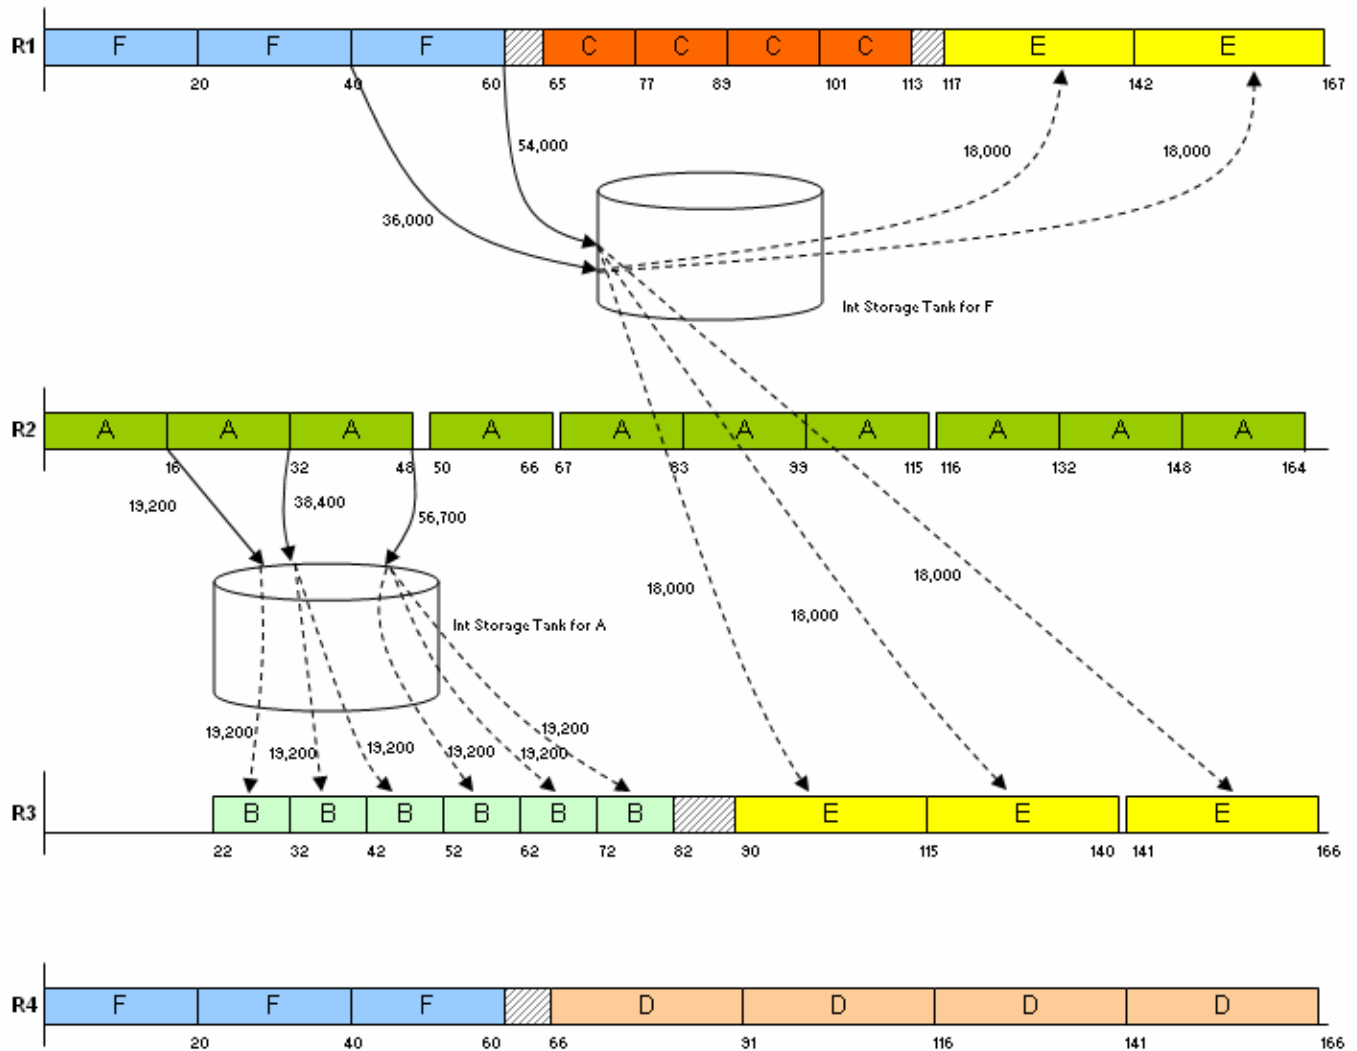 R1 F F F C C C C E E
20 40 60 65 77 89 101 113 117 142 167
54,000 18,000 18,000
36,000
Int Storage Tank for F
R2 A A A A A A A A A A
16 32 48 50 66 67 83 99 115 116 132 148 164
19,200 38,400 56,700
18,000 18,000
18,000
Int Storage Tank for A
19,200 19,200 19,200 19,200 19,200 19,200
R3 B B B B B B E E E
22 32 42 52 62 72 82 90 115 140 141 166
R4 F F F D D D D
20 40 60 66 91 116 141 166